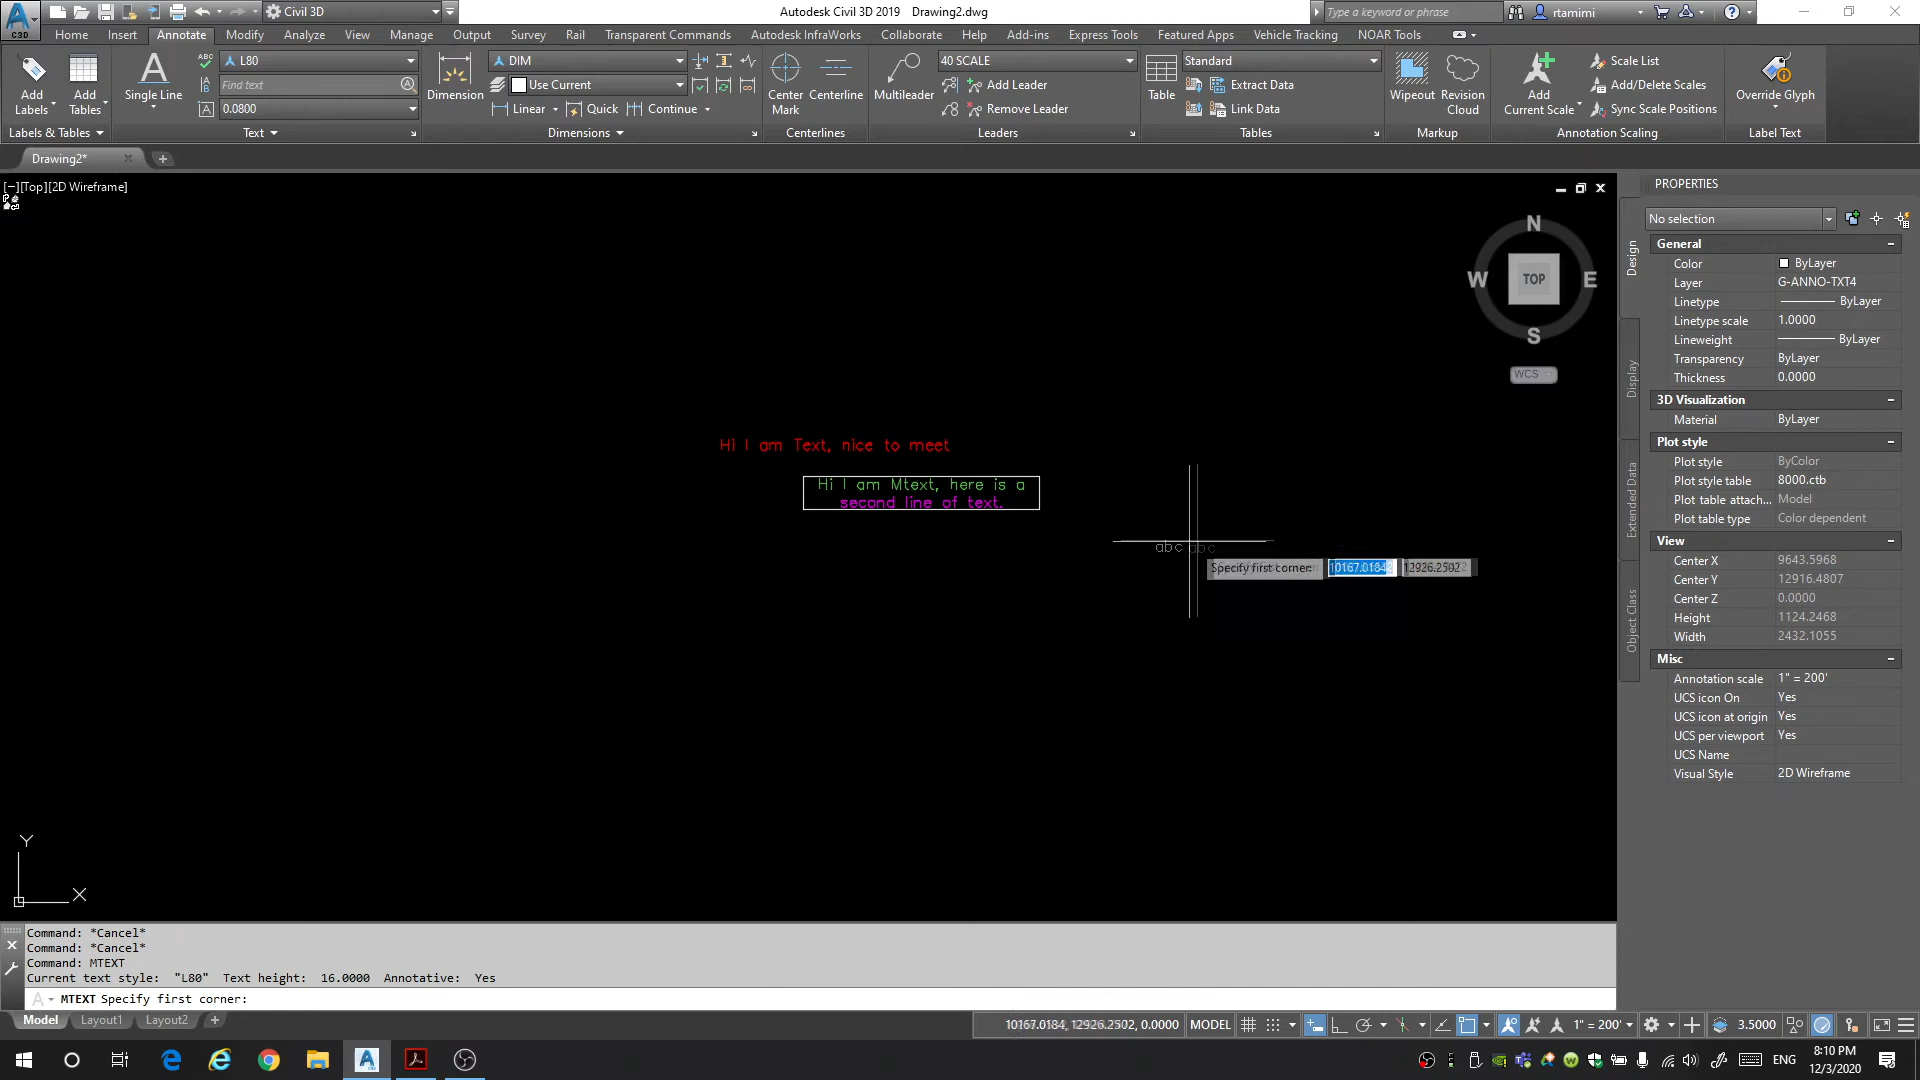 C3D
Civil 3D
Autodesk Civil 3D 2019 Drawing2.dwg
Type a keyword or phrase
rtamimi
Home Insert Annotate Modify Analyze View Manage Output Survey Rail Transparent Commands Autodesk InfraWorks Collaborate Help Add-ins Express Tools Featured Apps Vehicle Tracking NOAR Tools
Add Labels
Add Tables
Labels & Tables
Single Line
L80
Find text
0.0800
Text
Dimension
DIM
Use Current
Linear Quick Continue
Dimensions
Center Mark
Centerline
Centerlines
Multileader
40 SCALE
Add Leader
Remove Leader
Leaders
Table
Standard
Extract Data
Link Data
Tables
Wipeout
Revision Cloud
Markup
Add Current Scale
Scale List
Add/Delete Scales
Sync Scale Positions
Annotation Scaling
Override Glyph
Label Text
Drawing2*
[−][Top][2D Wireframe]
N
W TOP E
S
WCS
Hi I am Text, nice to meet
Hi I am Mtext, here is a
second line of text.
abc abc
Specify first corner: 10167.0184 12926.2502
Y
X
PROPERTIES
No selection
Design
Display
Extended Data
Object Class
General
Color ByLayer
Layer G-ANNO-TXT4
Linetype ByLayer
Linetype scale 1.0000
Lineweight ByLayer
Transparency ByLayer
Thickness 0.0000
3D Visualization
Material ByLayer
Plot style
Plot style ByColor
Plot style table 8000.ctb
Plot table attach... Model
Plot table type Color dependent
View
Center X 9643.5968
Center Y 12916.4807
Center Z 0.0000
Height 1124.2468
Width 2432.1055
Misc
Annotation scale 1" = 200'
UCS icon On Yes
UCS icon at origin Yes
UCS per viewport Yes
UCS Name
Visual Style 2D Wireframe
Command: *Cancel*
Command: *Cancel*
Command: MTEXT
Current text style: "L80" Text height: 16.0000 Annotative: Yes
MTEXT Specify first corner:
Model Layout1 Layout2
10167.0184, 12926.2502, 0.0000 MODEL 1" = 200' 3.5000
ENG
8:10 PM
12/3/2020